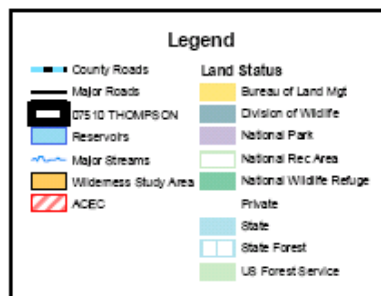 Legend
County Roads
Major Roads
07510 THOMPSON
Reservoirs
Major Streams
Wilderness Study Area
ACEC
Land Status
Bureau of Land Mgt
Division of Wildlife
National Park
National Rec Area
National Wildlife Refuge
Private
State
State Forest
US Forest Service